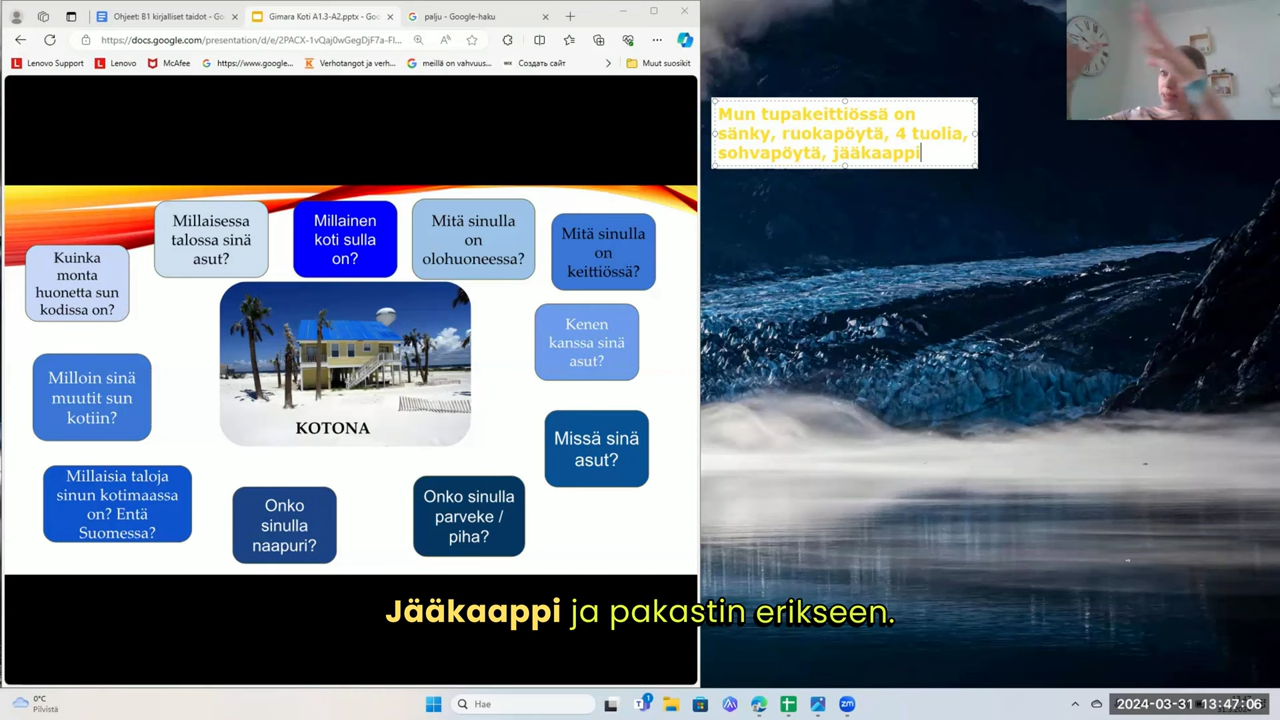 Ohjeet: B1 kirjalliset taidot - Go
Gimara Koti A1.3-A2.pptx - Goo
palju - Google-haku
https://docs.google.com/presentation/d/e/2PACX-1vQaj0wGegDjF7a-Fl...
Lenovo Support
Lenovo
McAfee
https://www.google...
Verhotangot ja verh...
meillä on vahvuus...
Создать сайт
Muut suosikit
Mun tupakeittiössä on
sänky, ruokapöytä, 4 tuolia,
sohvapöytä, jääkaappi
Kuinka
monta
huonetta sun
kodissa on?
Millaisessa
talossa sinä
asut?
Millainen
koti sulla
on?
Mitä sinulla
on
olohuoneessa?
Mitä sinulla
on
keittiössä?
Kenen
kanssa sinä
asut?
Milloin sinä
muutit sun
kotiin?
KOTONA
Missä sinä
asut?
Millaisia taloja
sinun kotimaassa
on? Entä
Suomessa?
Onko
sinulla
naapuri?
Onko sinulla
parveke /
piha?
Jääkaappi ja pakastin erikseen.
0°C
Pilvistä
Hae
2024-03-31 13:47:06